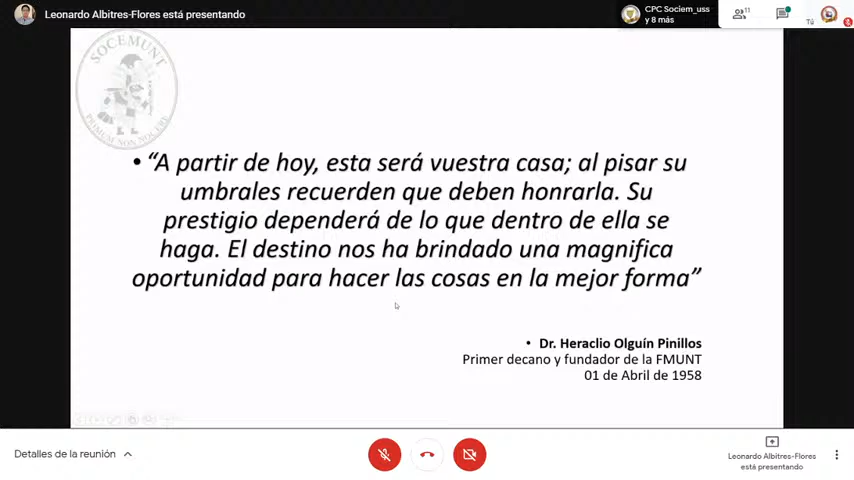 Leonardo Albitres-Flores está presentando
CPC Sociem_uss
y 8 más
11
Tú
SOCEMUNT
PRIMUM NON NOCERE
• “A partir de hoy, esta será vuestra casa; al pisar su
umbrales recuerden que deben honrarla. Su
prestigio dependerá de lo que dentro de ella se
haga. El destino nos ha brindado una magnifica
oportunidad para hacer las cosas en la mejor forma”
• Dr. Heraclio Olguín Pinillos
Primer decano y fundador de la FMUNT
01 de Abril de 1958
Detalles de la reunión
Leonardo Albitres-Flores
está presentando